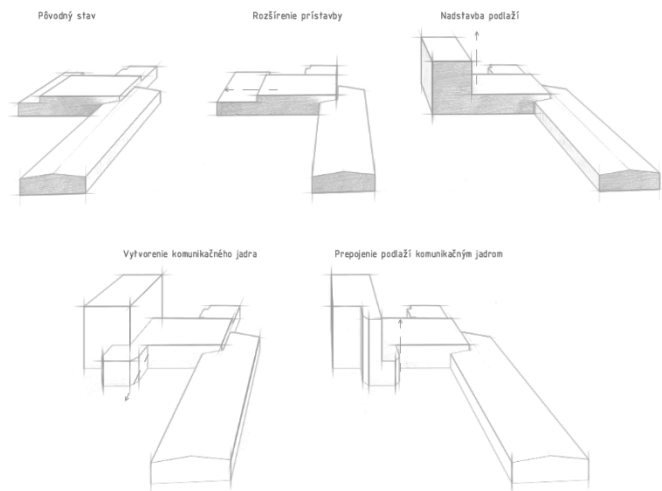 Pôvodný stav
Rozšírenie prístavby
Nadstavba podlaží
Vytvorenie komunikačného jadra
Prepojenie podlaží komunikačným jadrom